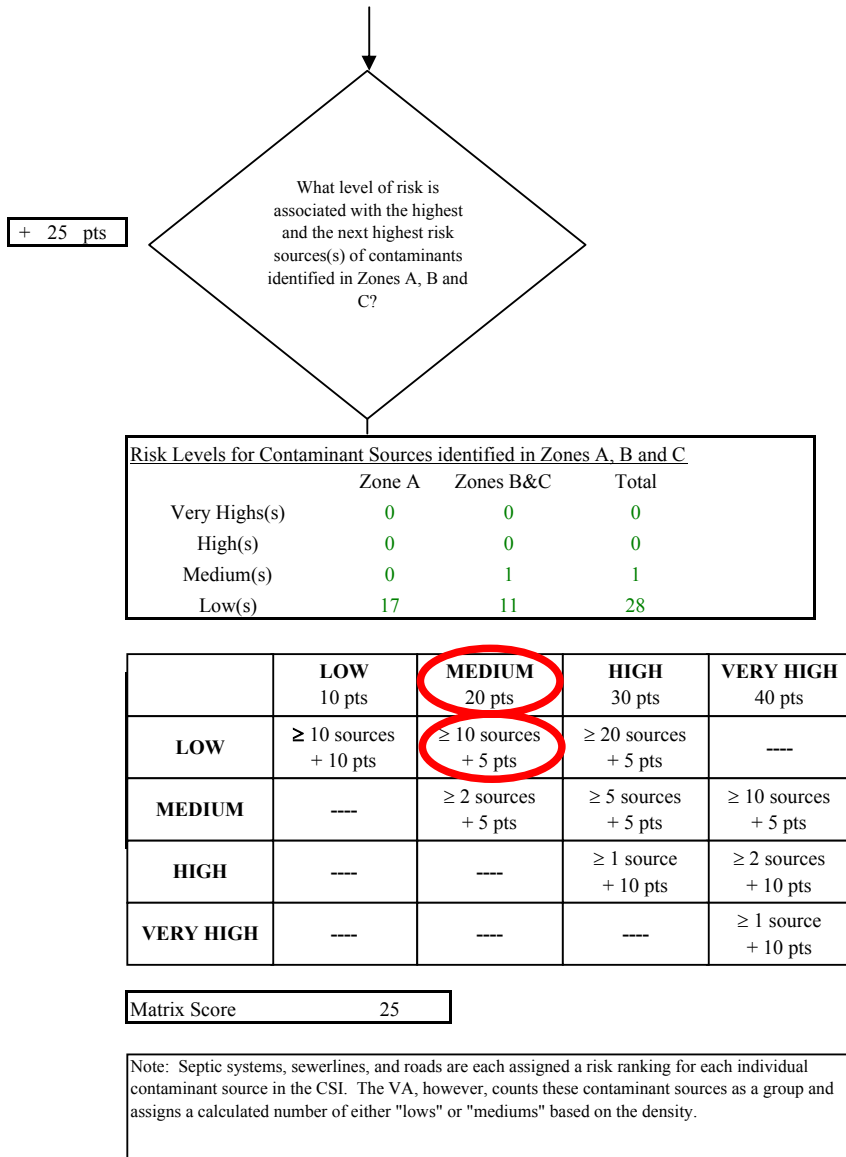 What level of risk is
associated with the highest
and the next highest risk
sources(s) of contaminants
identified in Zones A, B and
C?
+ 25 pts
Risk Levels for Contaminant Sources identified in Zones A, B and C
Zone A Zones B&C Total
Very Highs(s) 0 0 0
High(s) 0 0 0
Medium(s) 0 1 1
Low(s) 17 11 28
LOW MEDIUM HIGH VERY HIGH
10 pts 20 pts 30 pts 40 pts
LOW ≥ 10 sources ≥ 10 sources ≥ 20 sources ----
+ 10 pts + 5 pts + 5 pts
MEDIUM ---- ≥ 2 sources ≥ 5 sources ≥ 10 sources
+ 5 pts + 5 pts + 5 pts
HIGH ---- ---- ≥ 1 source ≥ 2 sources
+ 10 pts + 10 pts
VERY HIGH ---- ---- ---- ≥ 1 source
+ 10 pts
Matrix Score 25
Note: Septic systems, sewerlines, and roads are each assigned a risk ranking for each individual
contaminant source in the CSI. The VA, however, counts these contaminant sources as a group and
assigns a calculated number of either "lows" or "mediums" based on the density.